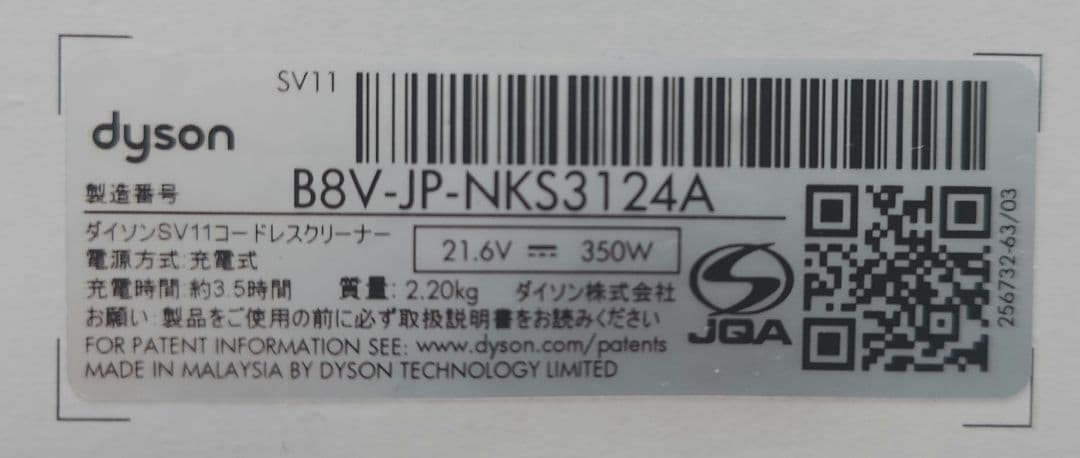 SV11
dyson
製造番号 B8V-JP-NKS3124A
ダイソンSV11コードレスクリーナー
電源方式:充電式
21.6V ⎓ 350W
充電時間:約3.5時間 質量: 2.20kg ダイソン株式会社
お願い:製品をご使用の前に必ず取扱説明書をお読みください
FOR PATENT INFORMATION SEE: www.dyson.com/patents
MADE IN MALAYSIA BY DYSON TECHNOLOGY LIMITED
JQA
256732-63/03